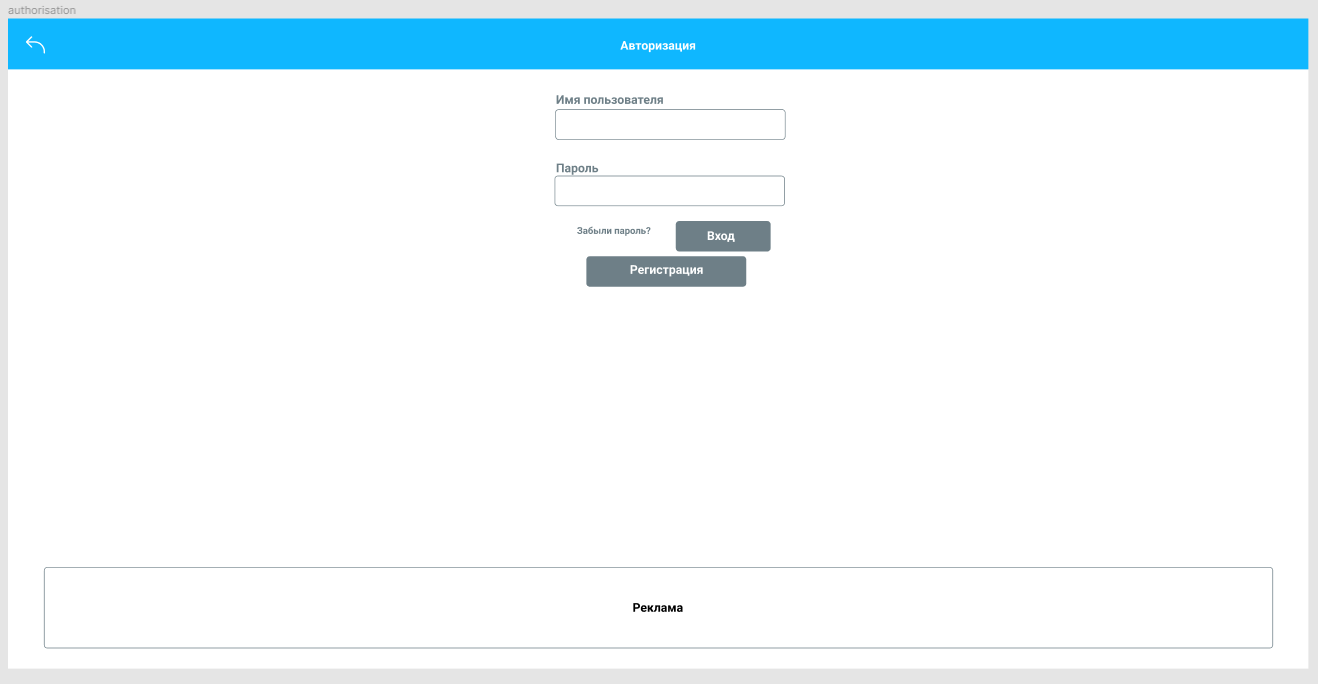 authorisation
Авторизация
Имя пользователя
Пароль
Забыли пароль?
Вход
Регистрация
Реклама